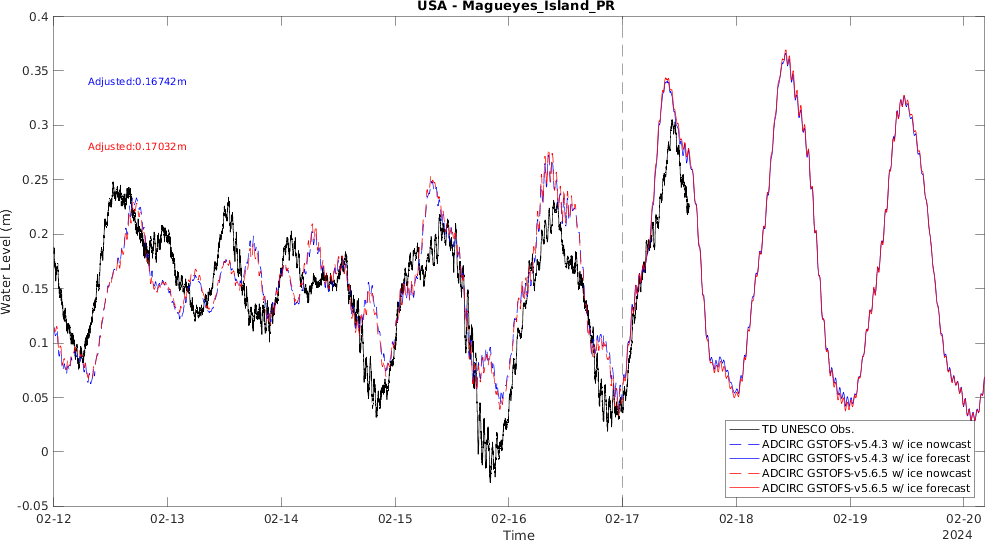 USA - Magueyes_Island_PR
0.4
0.35
0.3
0.25
0.2
0.15
0.1
0.05
0
-0.05
Water Level (m)
Adjusted:0.16742m
Adjusted:0.17032m
TD UNESCO Obs.
ADCIRC GSTOFS-v5.4.3 w/ ice nowcast
ADCIRC GSTOFS-v5.4.3 w/ ice forecast
ADCIRC GSTOFS-v5.6.5 w/ ice nowcast
ADCIRC GSTOFS-v5.6.5 w/ ice forecast
02-12 02-13 02-14 02-15 02-16 02-17 02-18 02-19 02-20
Time
2024